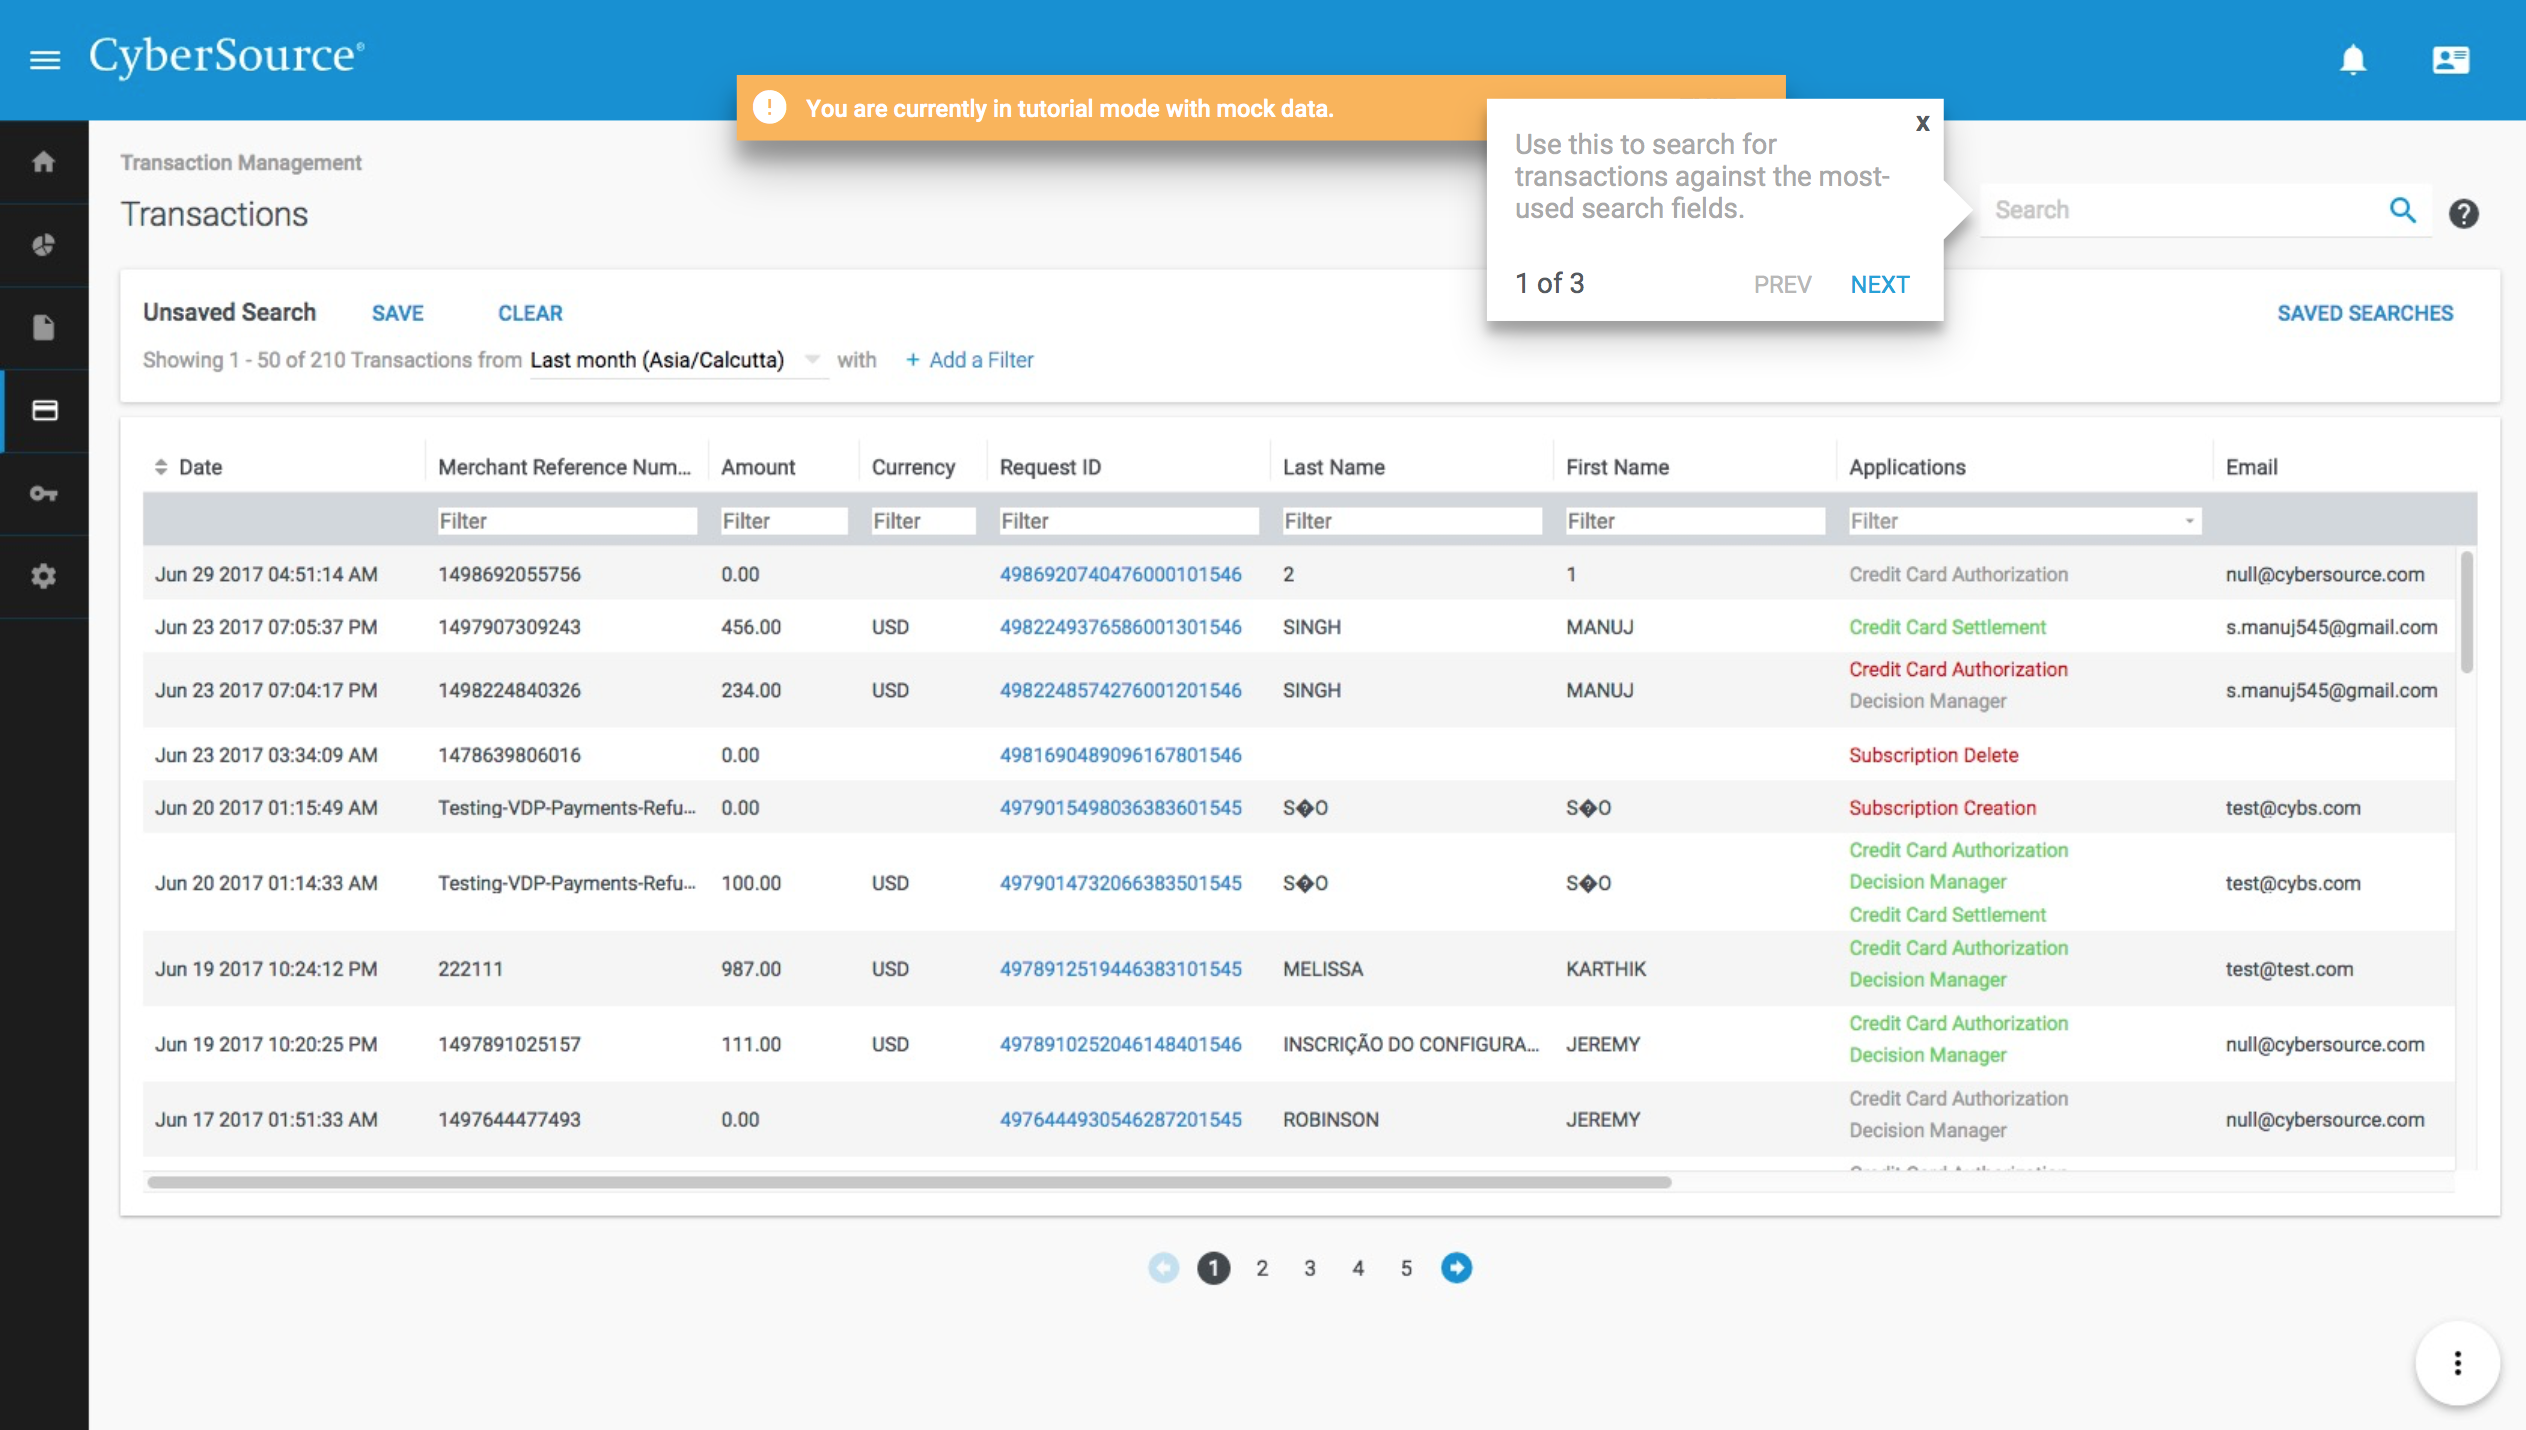 CyberSource®
You are currently in tutorial mode with mock data.
Transaction Management
Transactions
X
Use this to search for
transactions against the most-
used search fields.
1 of 3 PREV NEXT
Search
Unsaved Search SAVE CLEAR SAVED SEARCHES
Showing 1 - 50 of 210 Transactions from Last month (Asia/Calcutta) with + Add a Filter
Date Merchant Reference Num... Amount Currency Request ID Last Name First Name Applications Email
Filter Filter Filter Filter Filter Filter Filter
Jun 29 2017 04:51:14 AM 1498692055756 0.00 4986920740476000101546 2 1 Credit Card Authorization null@cybersource.com
Jun 23 2017 07:05:37 PM 1497907309243 456.00 USD 4982249376586001301546 SINGH MANUJ Credit Card Settlement s.manuj545@gmail.com
Jun 23 2017 07:04:17 PM 1498224840326 234.00 USD 4982248574276001201546 SINGH MANUJ Credit Card Authorization s.manuj545@gmail.com
Decision Manager
Jun 23 2017 03:34:09 AM 1478639806016 0.00 4981690489096167801546 Subscription Delete
Jun 20 2017 01:15:49 AM Testing-VDP-Payments-Refu... 0.00 4979015498036383601545 S�O S�O Subscription Creation test@cybs.com
Credit Card Authorization
Jun 20 2017 01:14:33 AM Testing-VDP-Payments-Refu... 100.00 USD 4979014732066383501545 S�O S�O Decision Manager test@cybs.com
Credit Card Settlement
Jun 19 2017 10:24:12 PM 222111 987.00 USD 4978912519446383101545 MELISSA KARTHIK Credit Card Authorization test@test.com
Decision Manager
Jun 19 2017 10:20:25 PM 1497891025157 111.00 USD 4978910252046148401546 INSCRIÇÃO DO CONFIGURA... JEREMY Credit Card Authorization null@cybersource.com
Decision Manager
Jun 17 2017 01:51:33 AM 1497644477493 0.00 4976444930546287201545 ROBINSON JEREMY Credit Card Authorization null@cybersource.com
Decision Manager
1 2 3 4 5